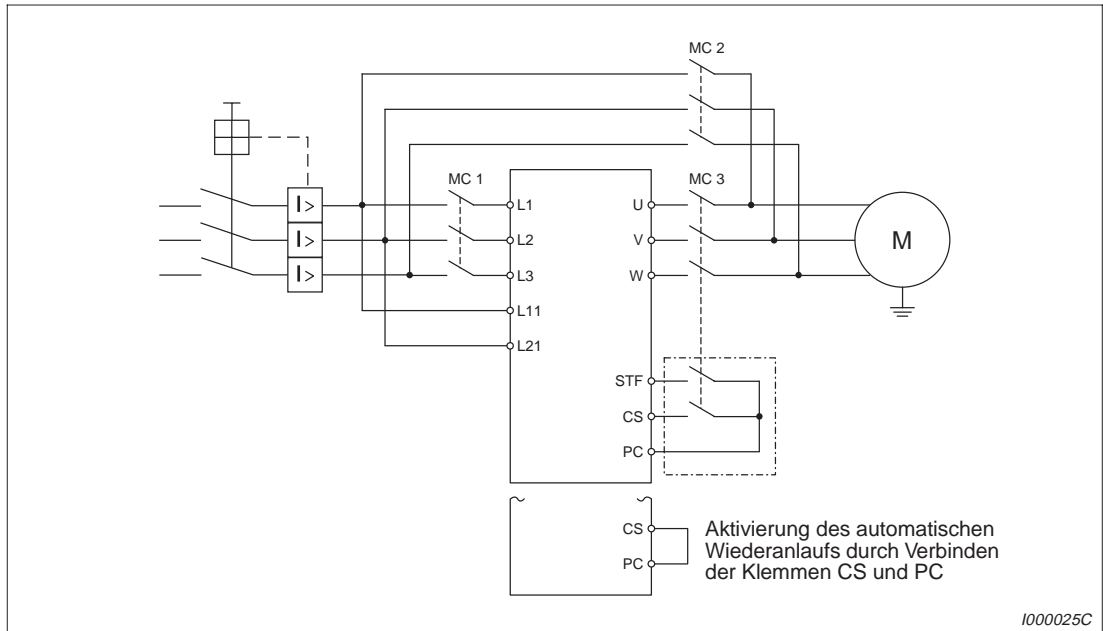 MC 2
MC 1
MC 3
I>
I>
I>
L1
L2
L3
L11
L21
U
V
W
M
STF
CS
PC
CS
PC
Aktivierung des automatischen
Wiederanlaufs durch Verbinden
der Klemmen CS und PC
I000025C